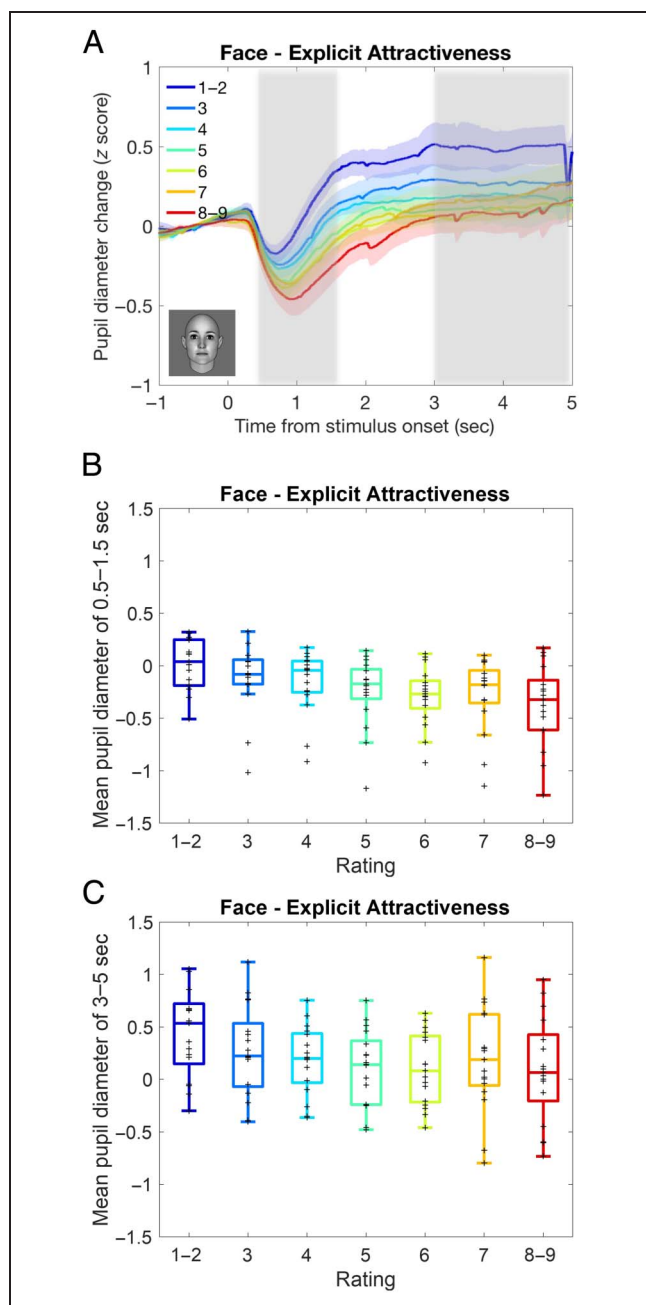 A
Face - Explicit Attractiveness
Pupil diameter change (z score)
1
0.5
0
−0.5
−1
1–2
3
4
5
6
7
8–9
−1 0 1 2 3 4 5
Time from stimulus onset (sec)
B
Face - Explicit Attractiveness
Mean pupil diameter of 0.5–1.5 sec
1.5
1
0.5
0
−0.5
−1
−1.5
1–2 3 4 5 6 7 8–9
Rating
C
Face - Explicit Attractiveness
Mean pupil diameter of 3–5 sec
1.5
1
0.5
0
−0.5
−1
−1.5
1–2 3 4 5 6 7 8–9
Rating